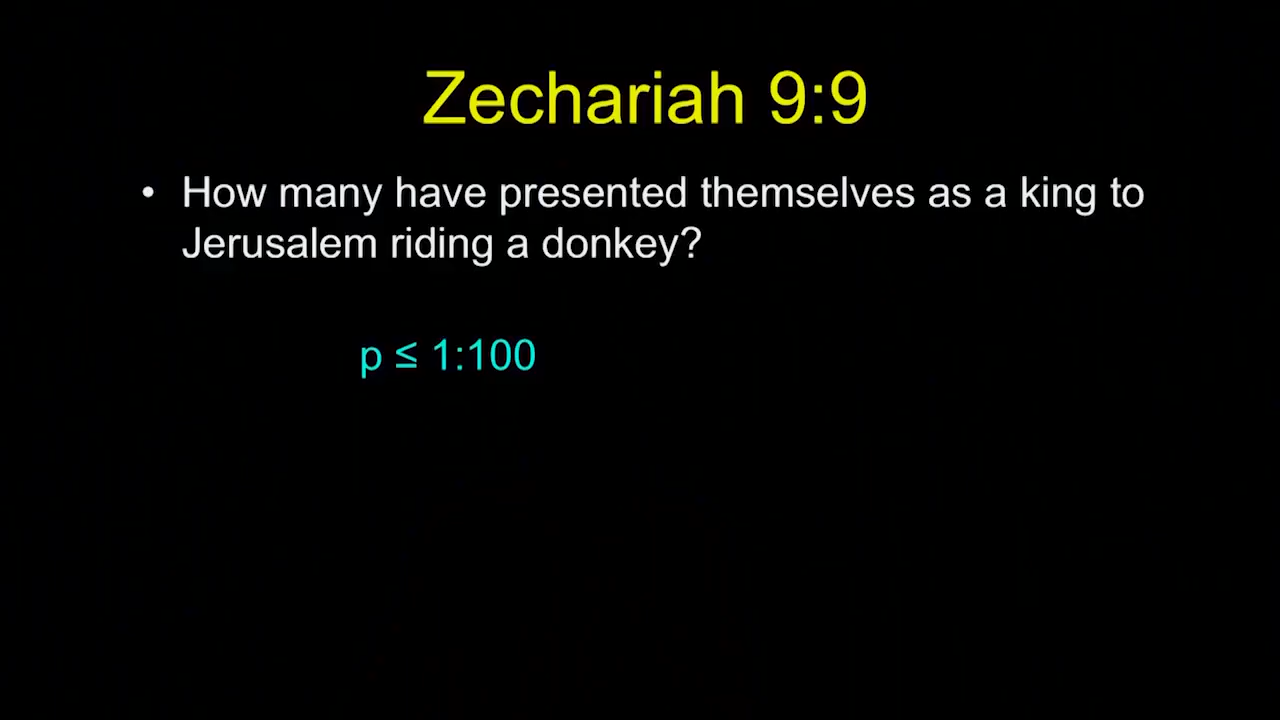 Zechariah 9:9
• How many have presented themselves as a king to
Jerusalem riding a donkey?
p ≤ 1:100